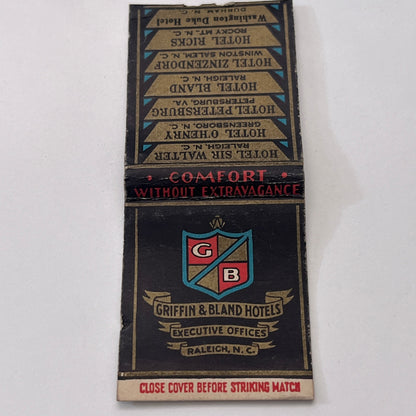 Washington Duke Hotel
DURHAM, N. C.
HOTEL RICKS
ROCKY MT. N. C.
HOTEL ZINZENDORF
WINSTON SALEM, N. C.
HOTEL BLAND
RALEIGH, N. C.
HOTEL PETERSBURG
PETERSBURG, VA.
HOTEL O'HENRY
GREENSBORO, N. C.
HOTEL SIR WALTER
RALEIGH, N. C.
• COMFORT •
WITHOUT EXTRAVAGANCE
G
B
GRIFFIN & BLAND HOTELS
EXECUTIVE OFFICES
RALEIGH, N. C.
CLOSE COVER BEFORE STRIKING MATCH